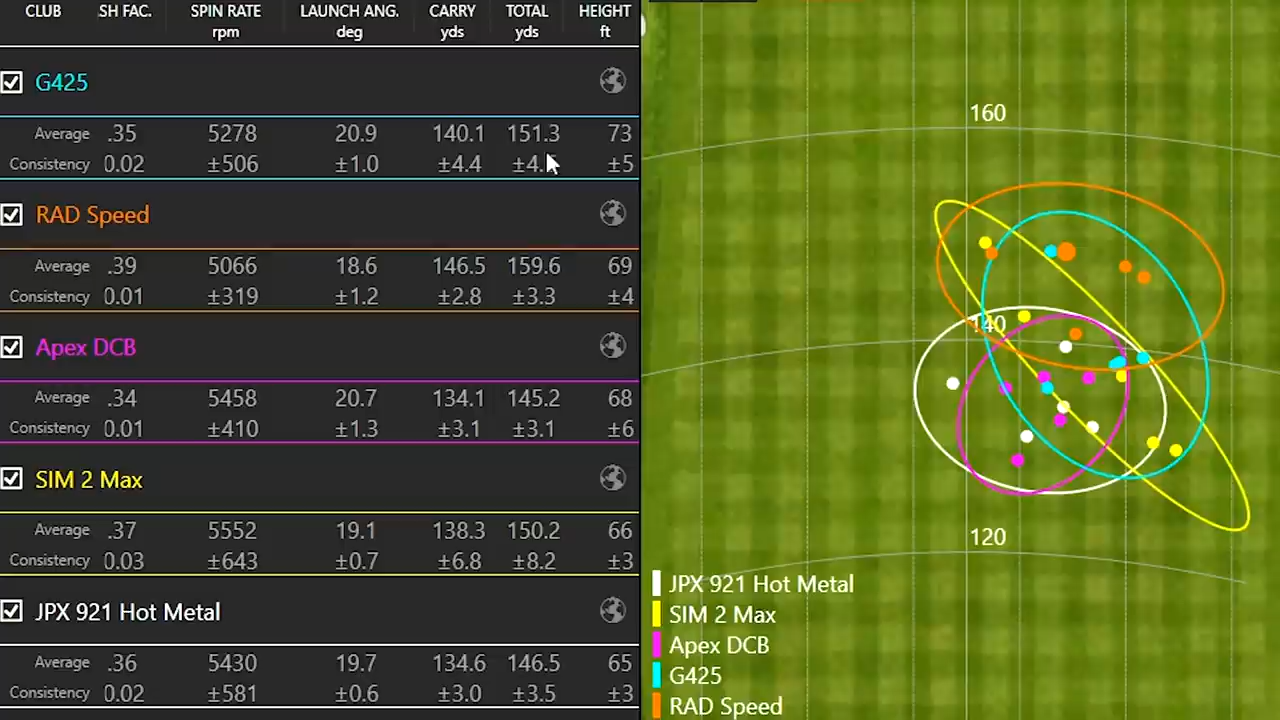 CLUB SH FAC. SPIN RATE LAUNCH ANG. CARRY TOTAL HEIGHT
rpm deg yds yds ft
G425
Average .35 5278 20.9 140.1 151.3 73
Consistency 0.02 ±506 ±1.0 ±4.4 ±4. ±5
RAD Speed
Average .39 5066 18.6 146.5 159.6 69
Consistency 0.01 ±319 ±1.2 ±2.8 ±3.3 ±4
Apex DCB
Average .34 5458 20.7 134.1 145.2 68
Consistency 0.01 ±410 ±1.3 ±3.1 ±3.1 ±6
SIM 2 Max
Average .37 5552 19.1 138.3 150.2 66
Consistency 0.03 ±643 ±0.7 ±6.8 ±8.2 ±3
JPX 921 Hot Metal
Average .36 5430 19.7 134.6 146.5 65
Consistency 0.02 ±581 ±0.6 ±3.0 ±3.5 ±3
160
140
120
JPX 921 Hot Metal
SIM 2 Max
Apex DCB
G425
RAD Speed